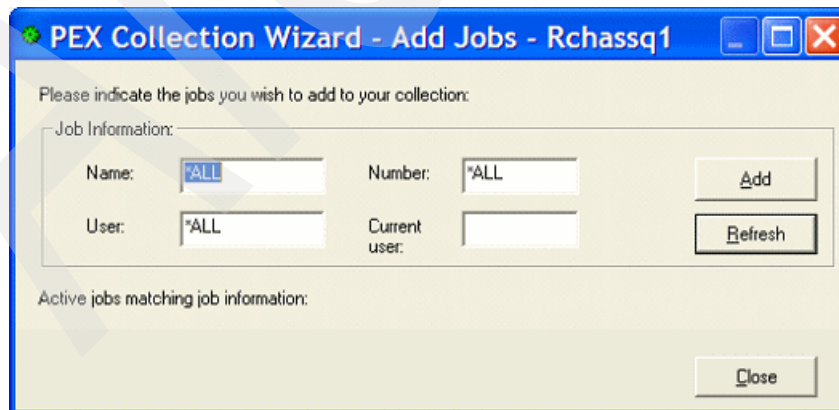 PEX Collection Wizard - Add Jobs - Rchassq1
Please indicate the jobs you wish to add to your collection:
Job Information:
Name: *ALL Number: *ALL Add
User: *ALL Current user: Refresh
Active jobs matching job information:
Close